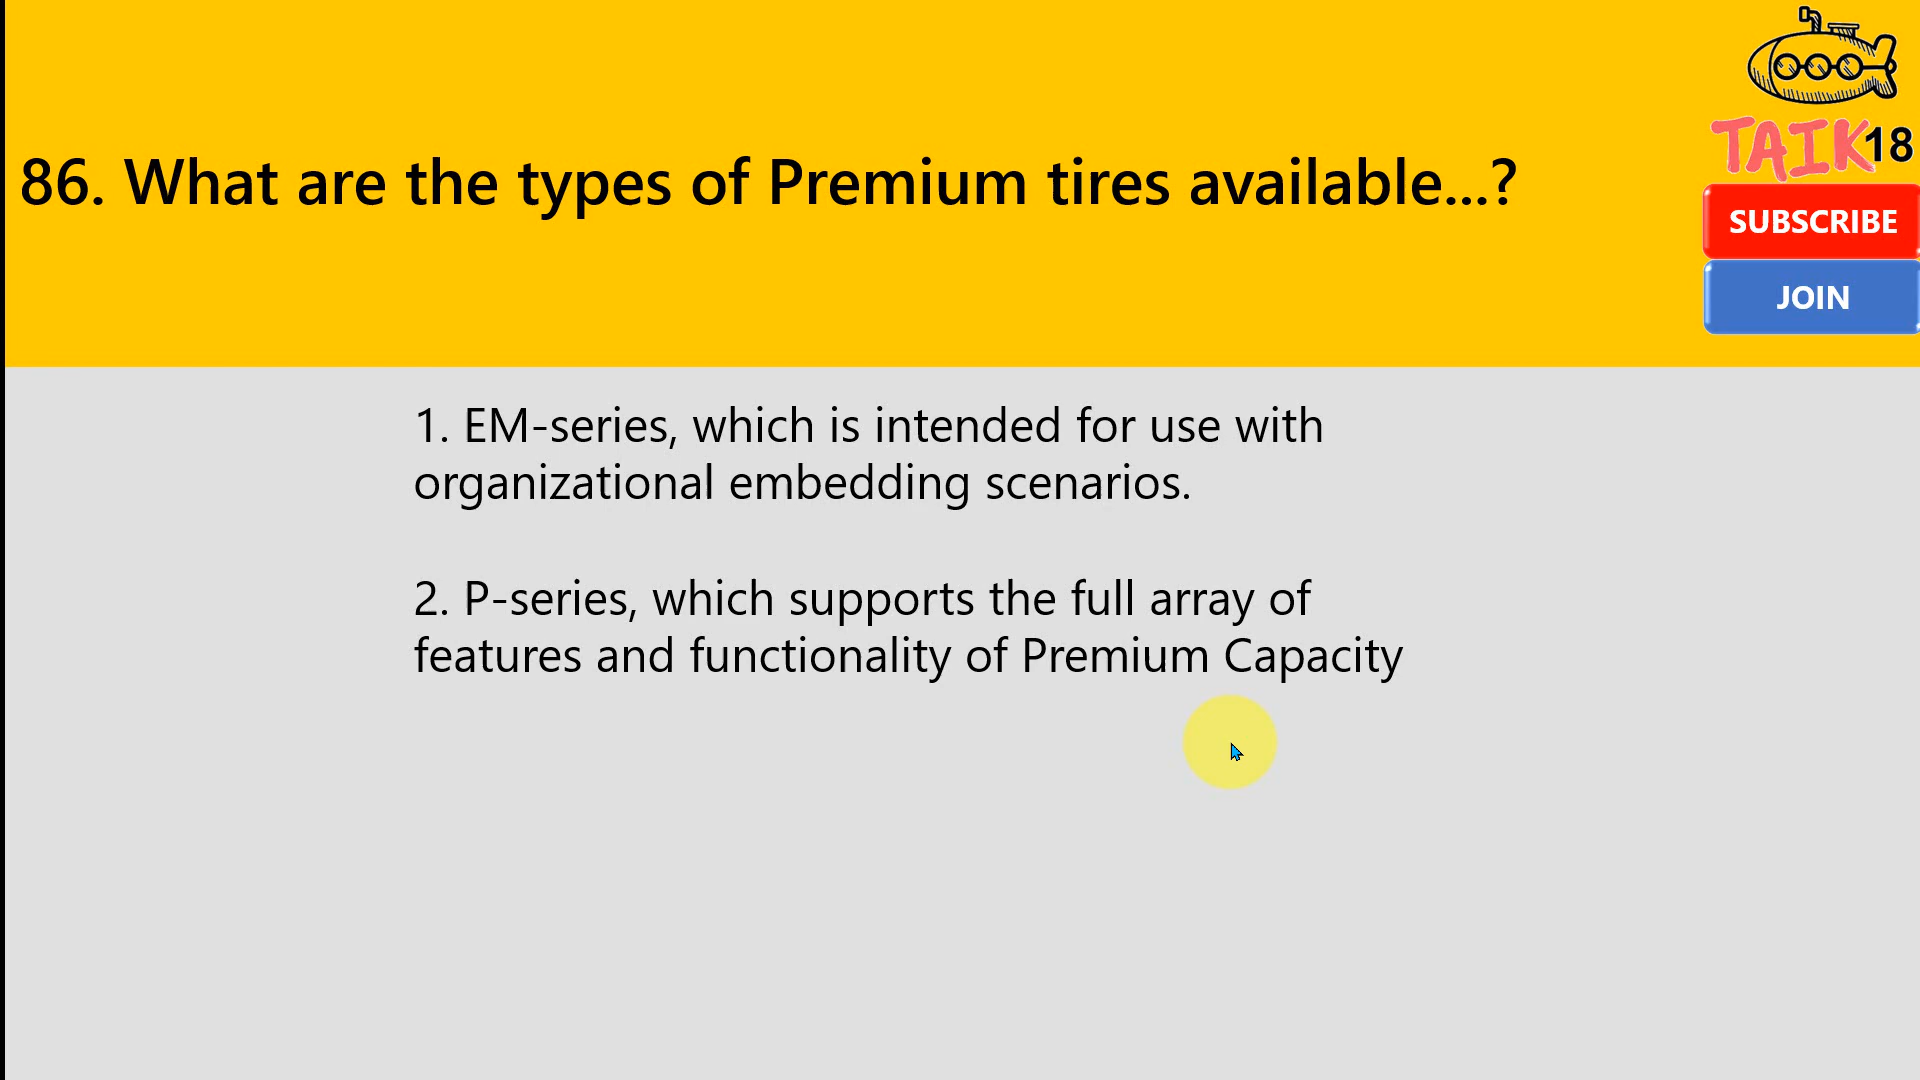 86. What are the types of Premium tires available...?
TAIK18
SUBSCRIBE
JOIN
1. EM-series, which is intended for use with
organizational embedding scenarios.
2. P-series, which supports the full array of
features and functionality of Premium Capacity